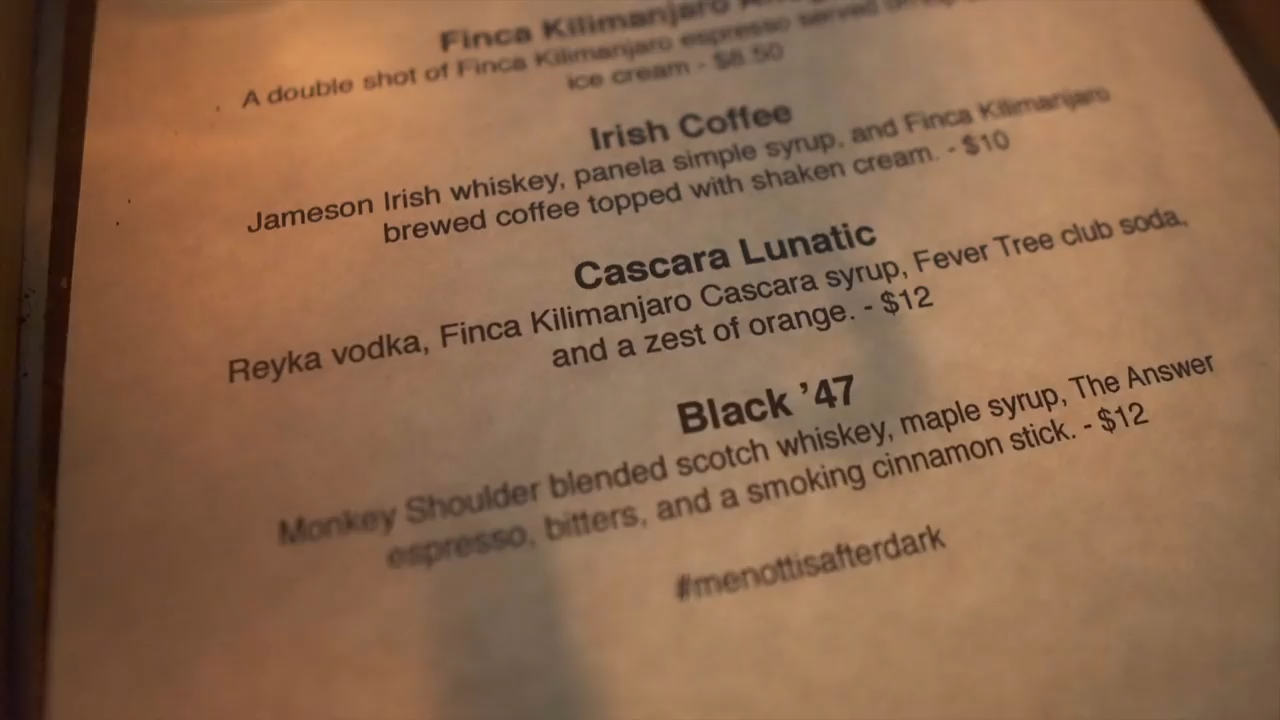 Finca Kilimanjaro
A double shot of Finca Kilimanjaro espresso served
ice cream - $8.50
Irish Coffee
Jameson Irish whiskey, panela simple syrup, and Finca Kilimanjaro
brewed coffee topped with shaken cream. - $10
Cascara Lunatic
Reyka vodka, Finca Kilimanjaro Cascara syrup, Fever Tree club soda,
and a zest of orange. - $12
Black ’47
Monkey Shoulder blended scotch whiskey, maple syrup, The Answer
espresso, bitters, and a smoking cinnamon stick. - $12
#menottisafterdark